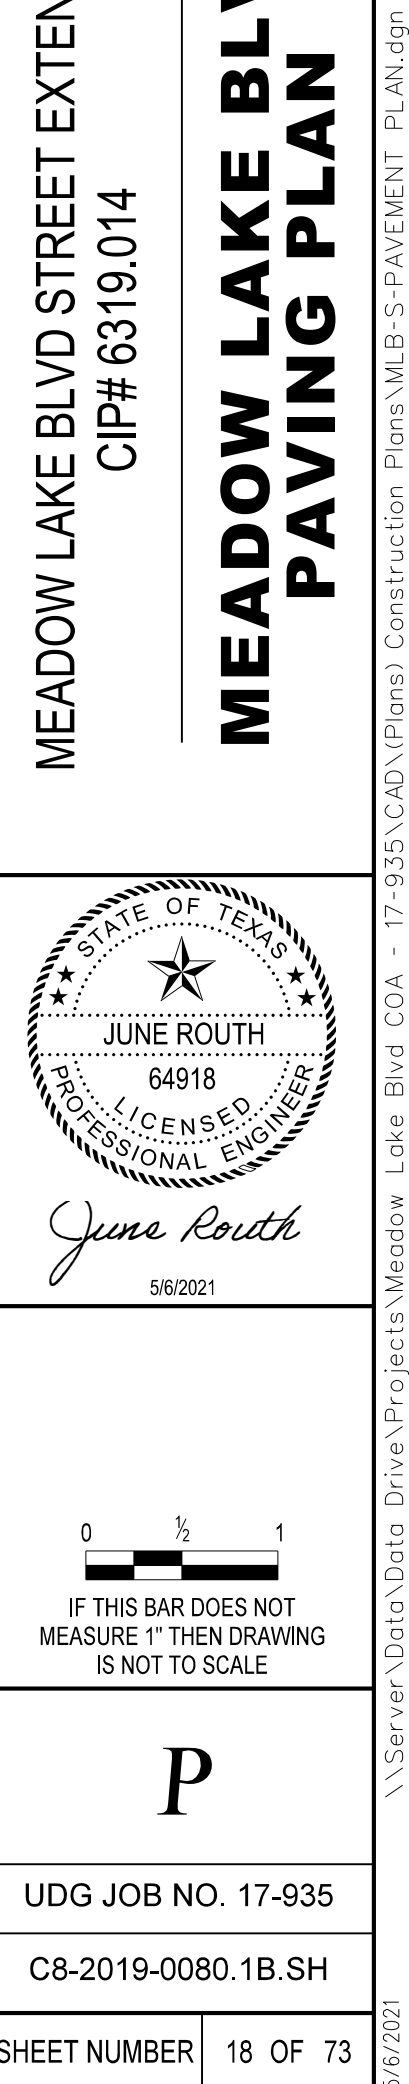 MEADOW LAKE BLVD STREET
CIP# 6319.014
MEADOW LAKE
PAVING PLAN
STATE OF TEXAS
JUNE ROUTH
64918
LICENSED
PROFESSIONAL ENGINEER
June Routh
5/6/2021
0 ½ 1
IF THIS BAR DOES NOT
MEASURE 1" THEN DRAWING
IS NOT TO SCALE
P
UDG JOB NO. 17-935
C8-2019-0080.1B.SH
SHEET NUMBER 18 OF 73
\\Server\Data\Data Drive\Projects\Meadow Lake Blvd COA - 17-935\CAD\(Plans) Construction Plans\MLB-S-PAVEMENT PLAN.dgn
5/6/2021